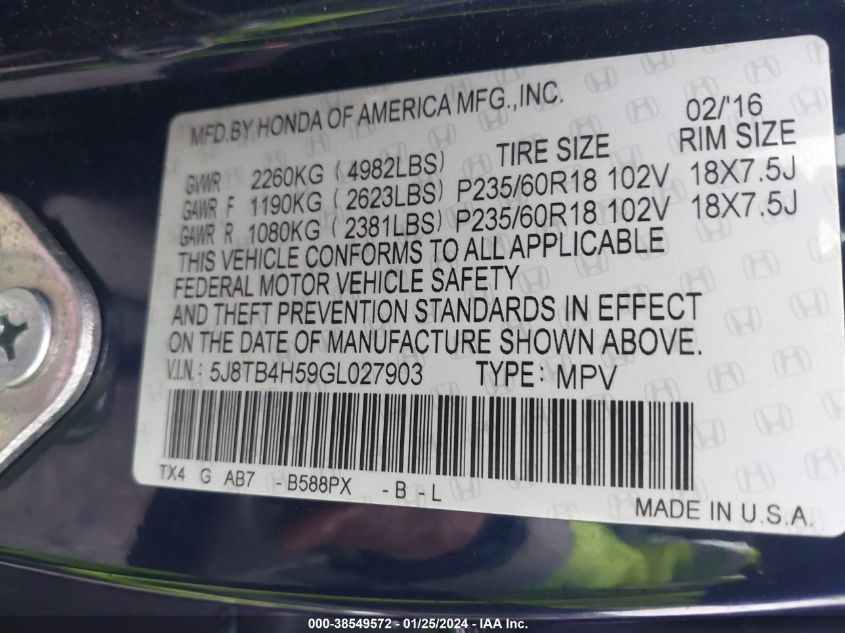 MFD.BY HONDA OF AMERICA MFG.,INC. 02/'16
TIRE SIZE RIM SIZE
GVWR 2260KG (4982LBS)
GAWR F 1190KG (2623LBS) P235/60R18 102V 18X7.5J
GAWR R 1080KG (2381LBS) P235/60R18 102V 18X7.5J
THIS VEHICLE CONFORMS TO ALL APPLICABLE
FEDERAL MOTOR VEHICLE SAFETY
AND THEFT PREVENTION STANDARDS IN EFFECT
ON THE DATE OF MANUFACTURE SHOWN ABOVE.
V.I.N.: 5J8TB4H59GL027903 TYPE: MPV
TX4 G AB7 -B588PX -B-L
MADE IN U.S.A.
000-38549572 - 01/25/2024 - IAA Inc.